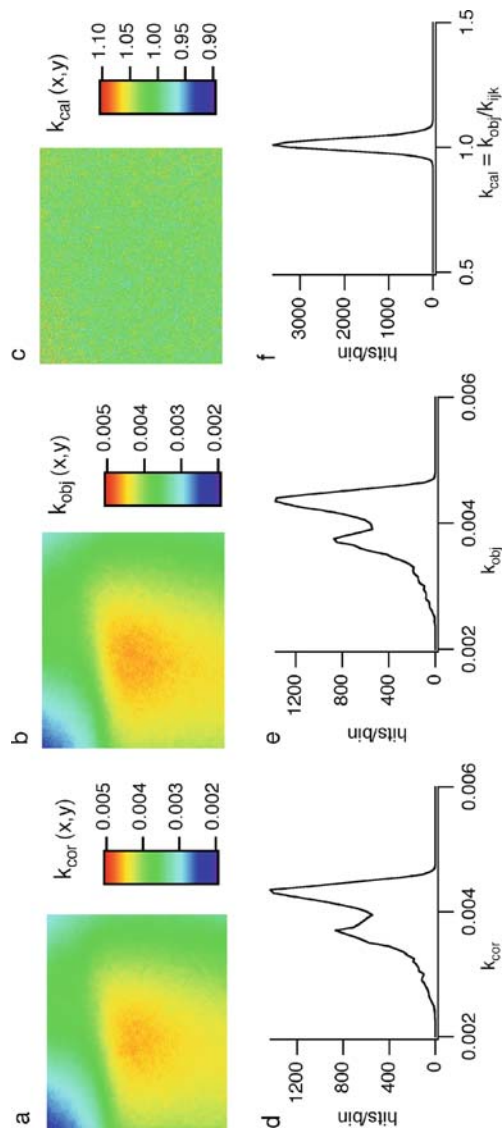 a
k_cor (x,y)
0.005
0.004
0.003
0.002
b
k_obj (x,y)
0.005
0.004
0.003
0.002
c
k_cal (x,y)
1.10
1.05
1.00
0.95
0.90
d
hits/bin
1200
800
400
0
0.002
0.004
0.006
k_cor
e
hits/bin
1200
800
400
0
0.002
0.004
0.006
k_obj
f
hits/bin
3000
2000
1000
0
0.5
1.0
1.5
k_cal = k_obj/k_ijk